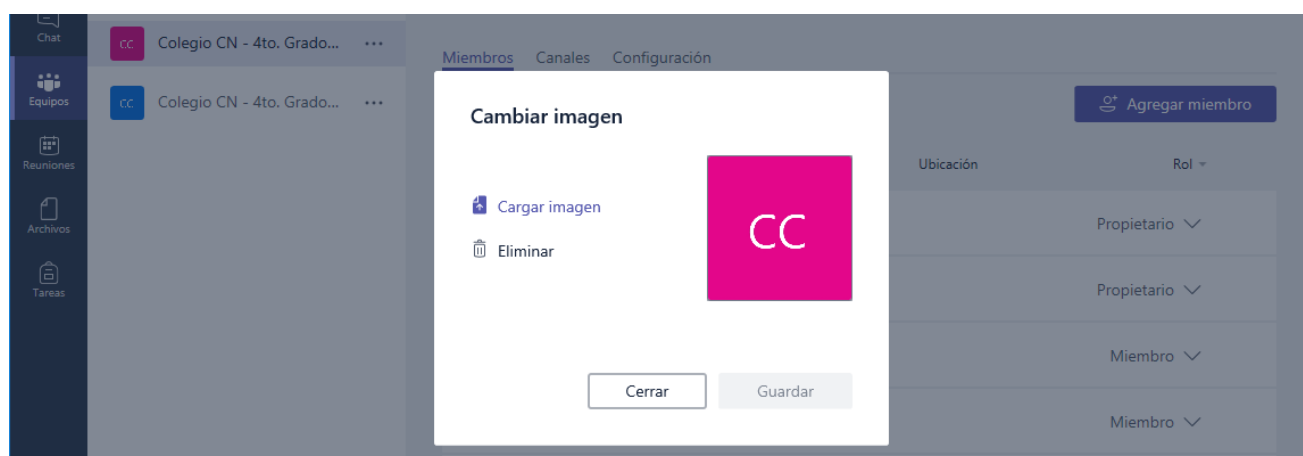 Chat
Equipos
Reuniones
Archivos
Tareas
CC Colegio CN - 4to. Grado...
CC Colegio CN - 4to. Grado...
Miembros Canales Configuración
Agregar miembro
Ubicación Rol
Propietario
Propietario
Miembro
Miembro
Cambiar imagen
Cargar imagen
Eliminar
CC
Cerrar Guardar